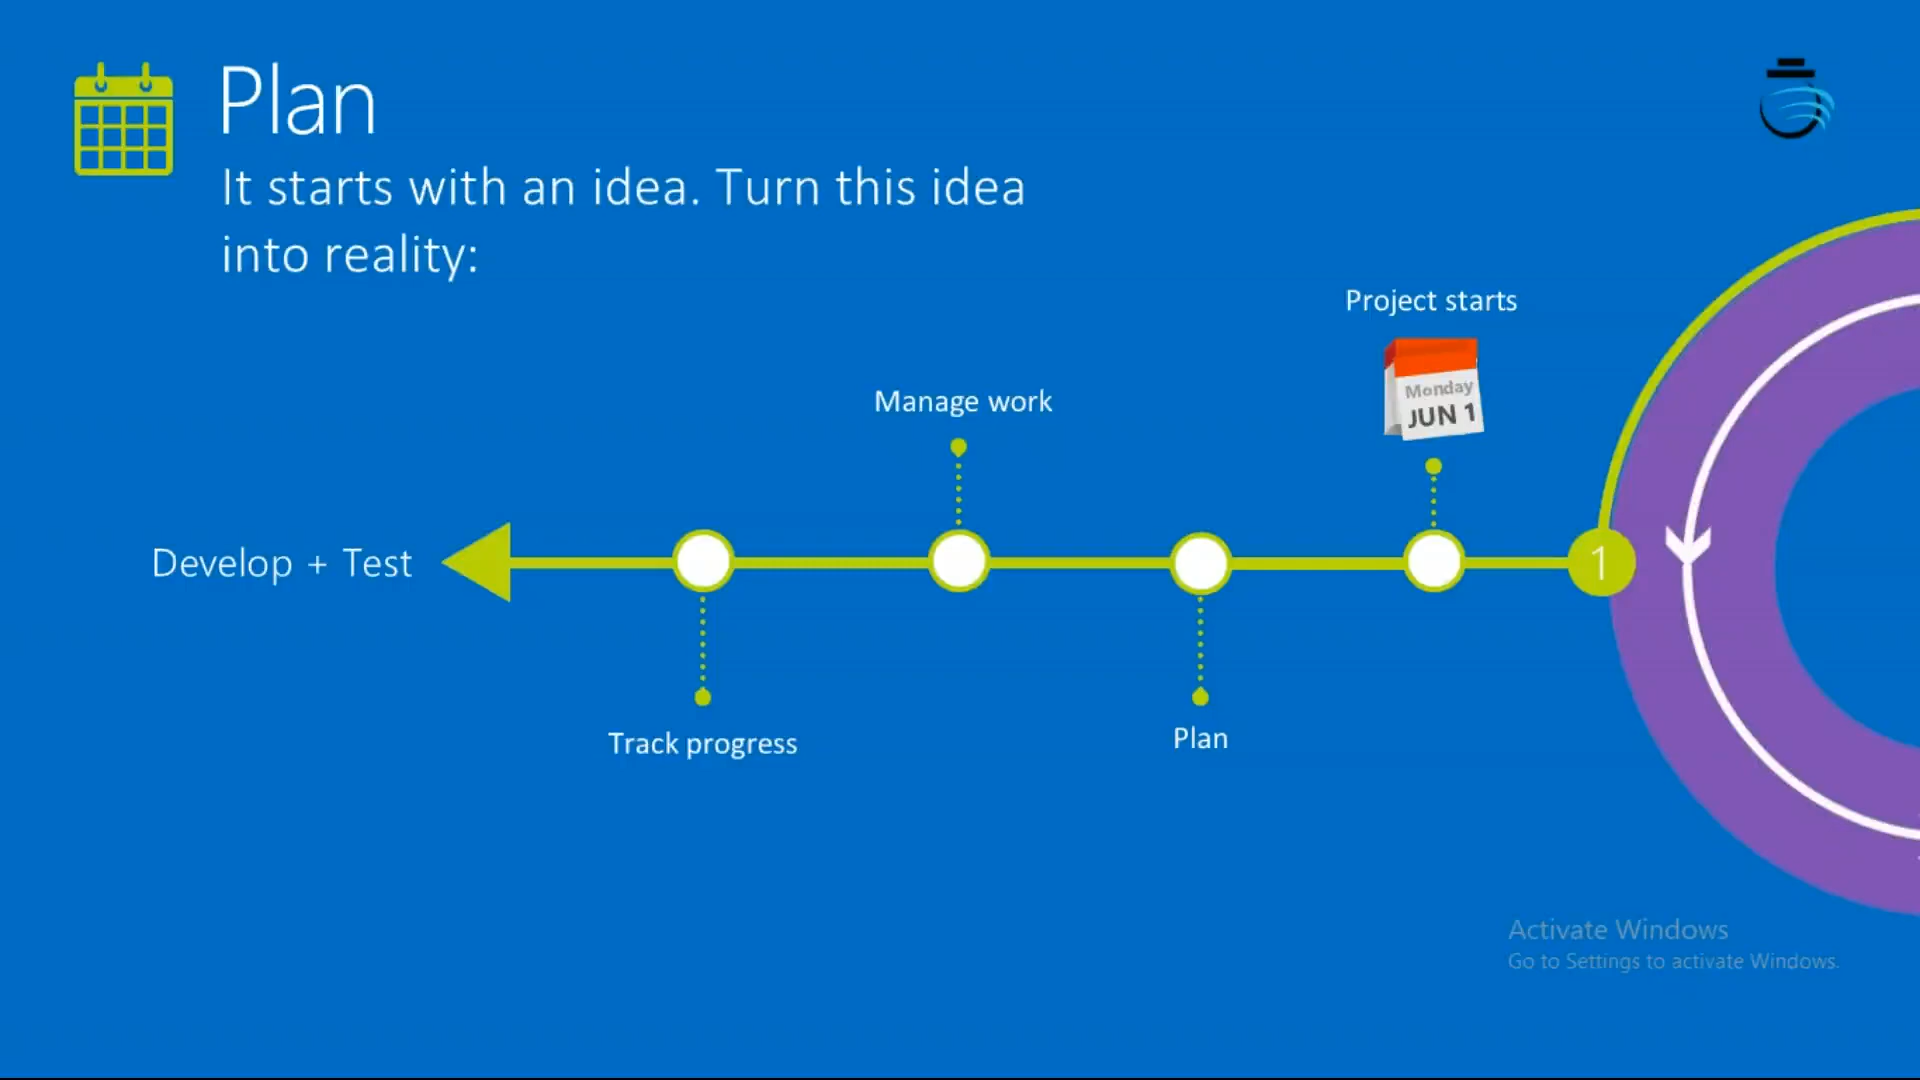 Plan
It starts with an idea. Turn this idea
into reality:
Project starts
Monday
JUN 1
Manage work
Develop + Test
1
Track progress
Plan
Activate Windows
Go to Settings to activate Windows.